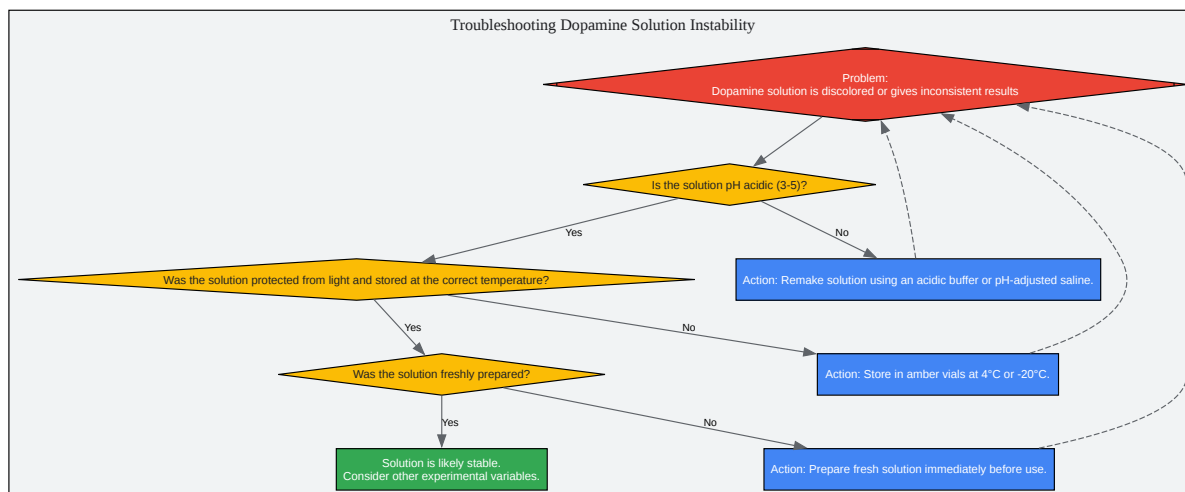 Troubleshooting Dopamine Solution Instability
Problem:
Dopamine solution is discolored or gives inconsistent results
Is the solution pH acidic (3-5)?
Yes
No
Was the solution protected from light and stored at the correct temperature?
Action: Remake solution using an acidic buffer or pH-adjusted saline.
Yes
No
Was the solution freshly prepared?
Action: Store in amber vials at 4°C or -20°C.
Yes
No
Solution is likely stable.
Consider other experimental variables.
Action: Prepare fresh solution immediately before use.